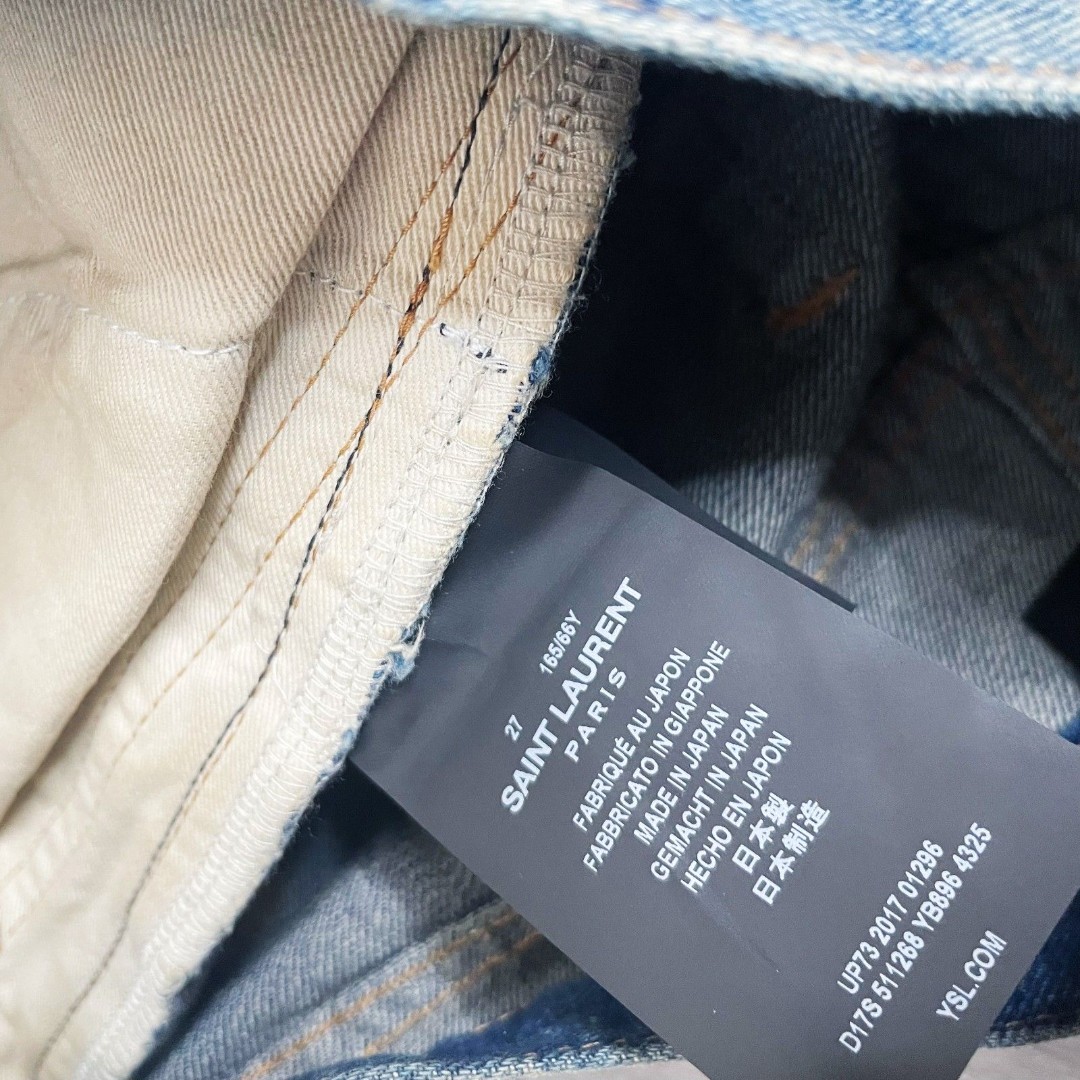 27 165/66Y
SAINT LAURENT
PARIS
FABRIQUÉ AU JAPON
FABBRICATO IN GIAPPONE
MADE IN JAPAN
GEMACHT IN JAPAN
HECHO EN JAPON
日本製
日本制造
UP73 2017 01296
D17S 511268 YB896 4325
YSL.COM